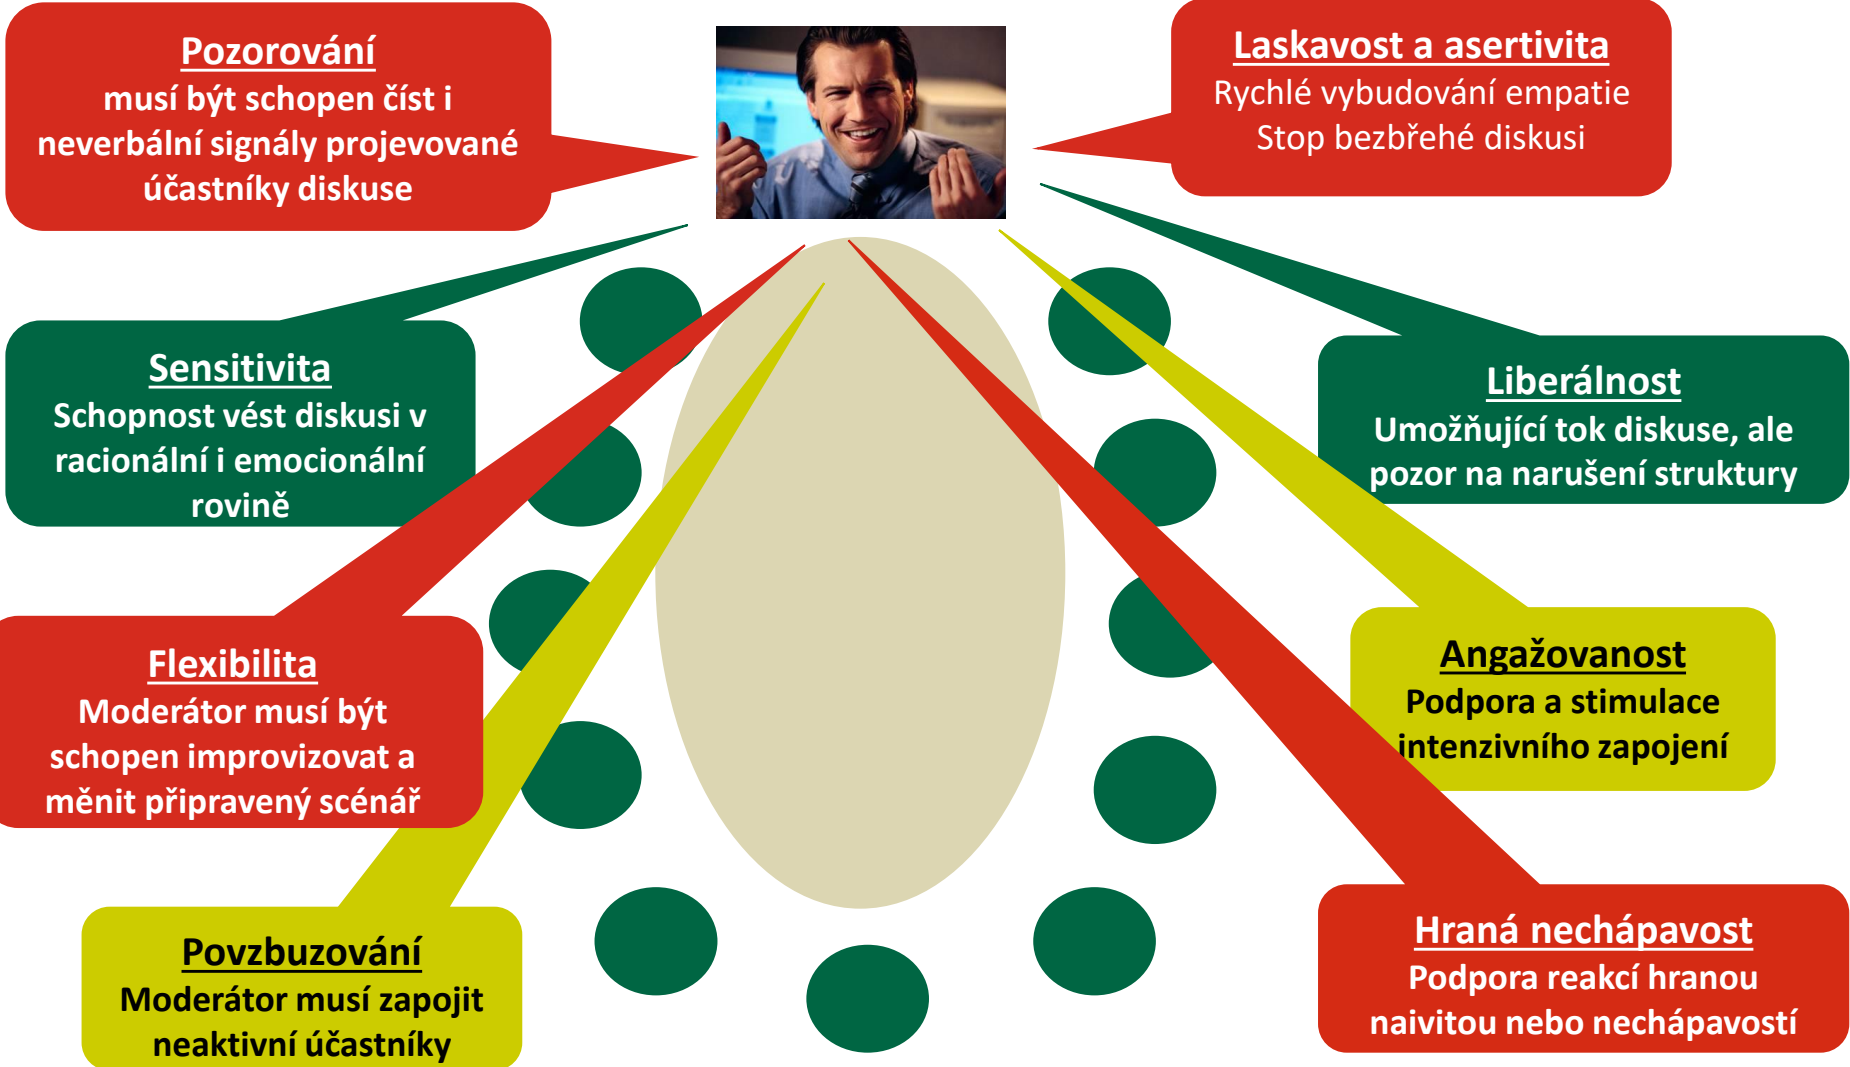 Pozorování
musí být schopen číst i
neverbální signály projevované
účastníky diskuse
Laskavost a asertivita
Rychlé vybudování empatie
Stop bezbřehé diskusi
Sensitivita
Schopnost vést diskusi v
racionální i emocionální
rovině
Liberálnost
Umožňující tok diskuse, ale
pozor na narušení struktury
Flexibilita
Moderátor musí být
schopen improvizovat a
měnit připravený scénář
Angažovanost
Podpora a stimulace
intenzivního zapojení
Povzbuzování
Moderátor musí zapojit
neaktivní účastníky
Hraná nechápavost
Podpora reakcí hranou
naivitou nebo nechápavostí